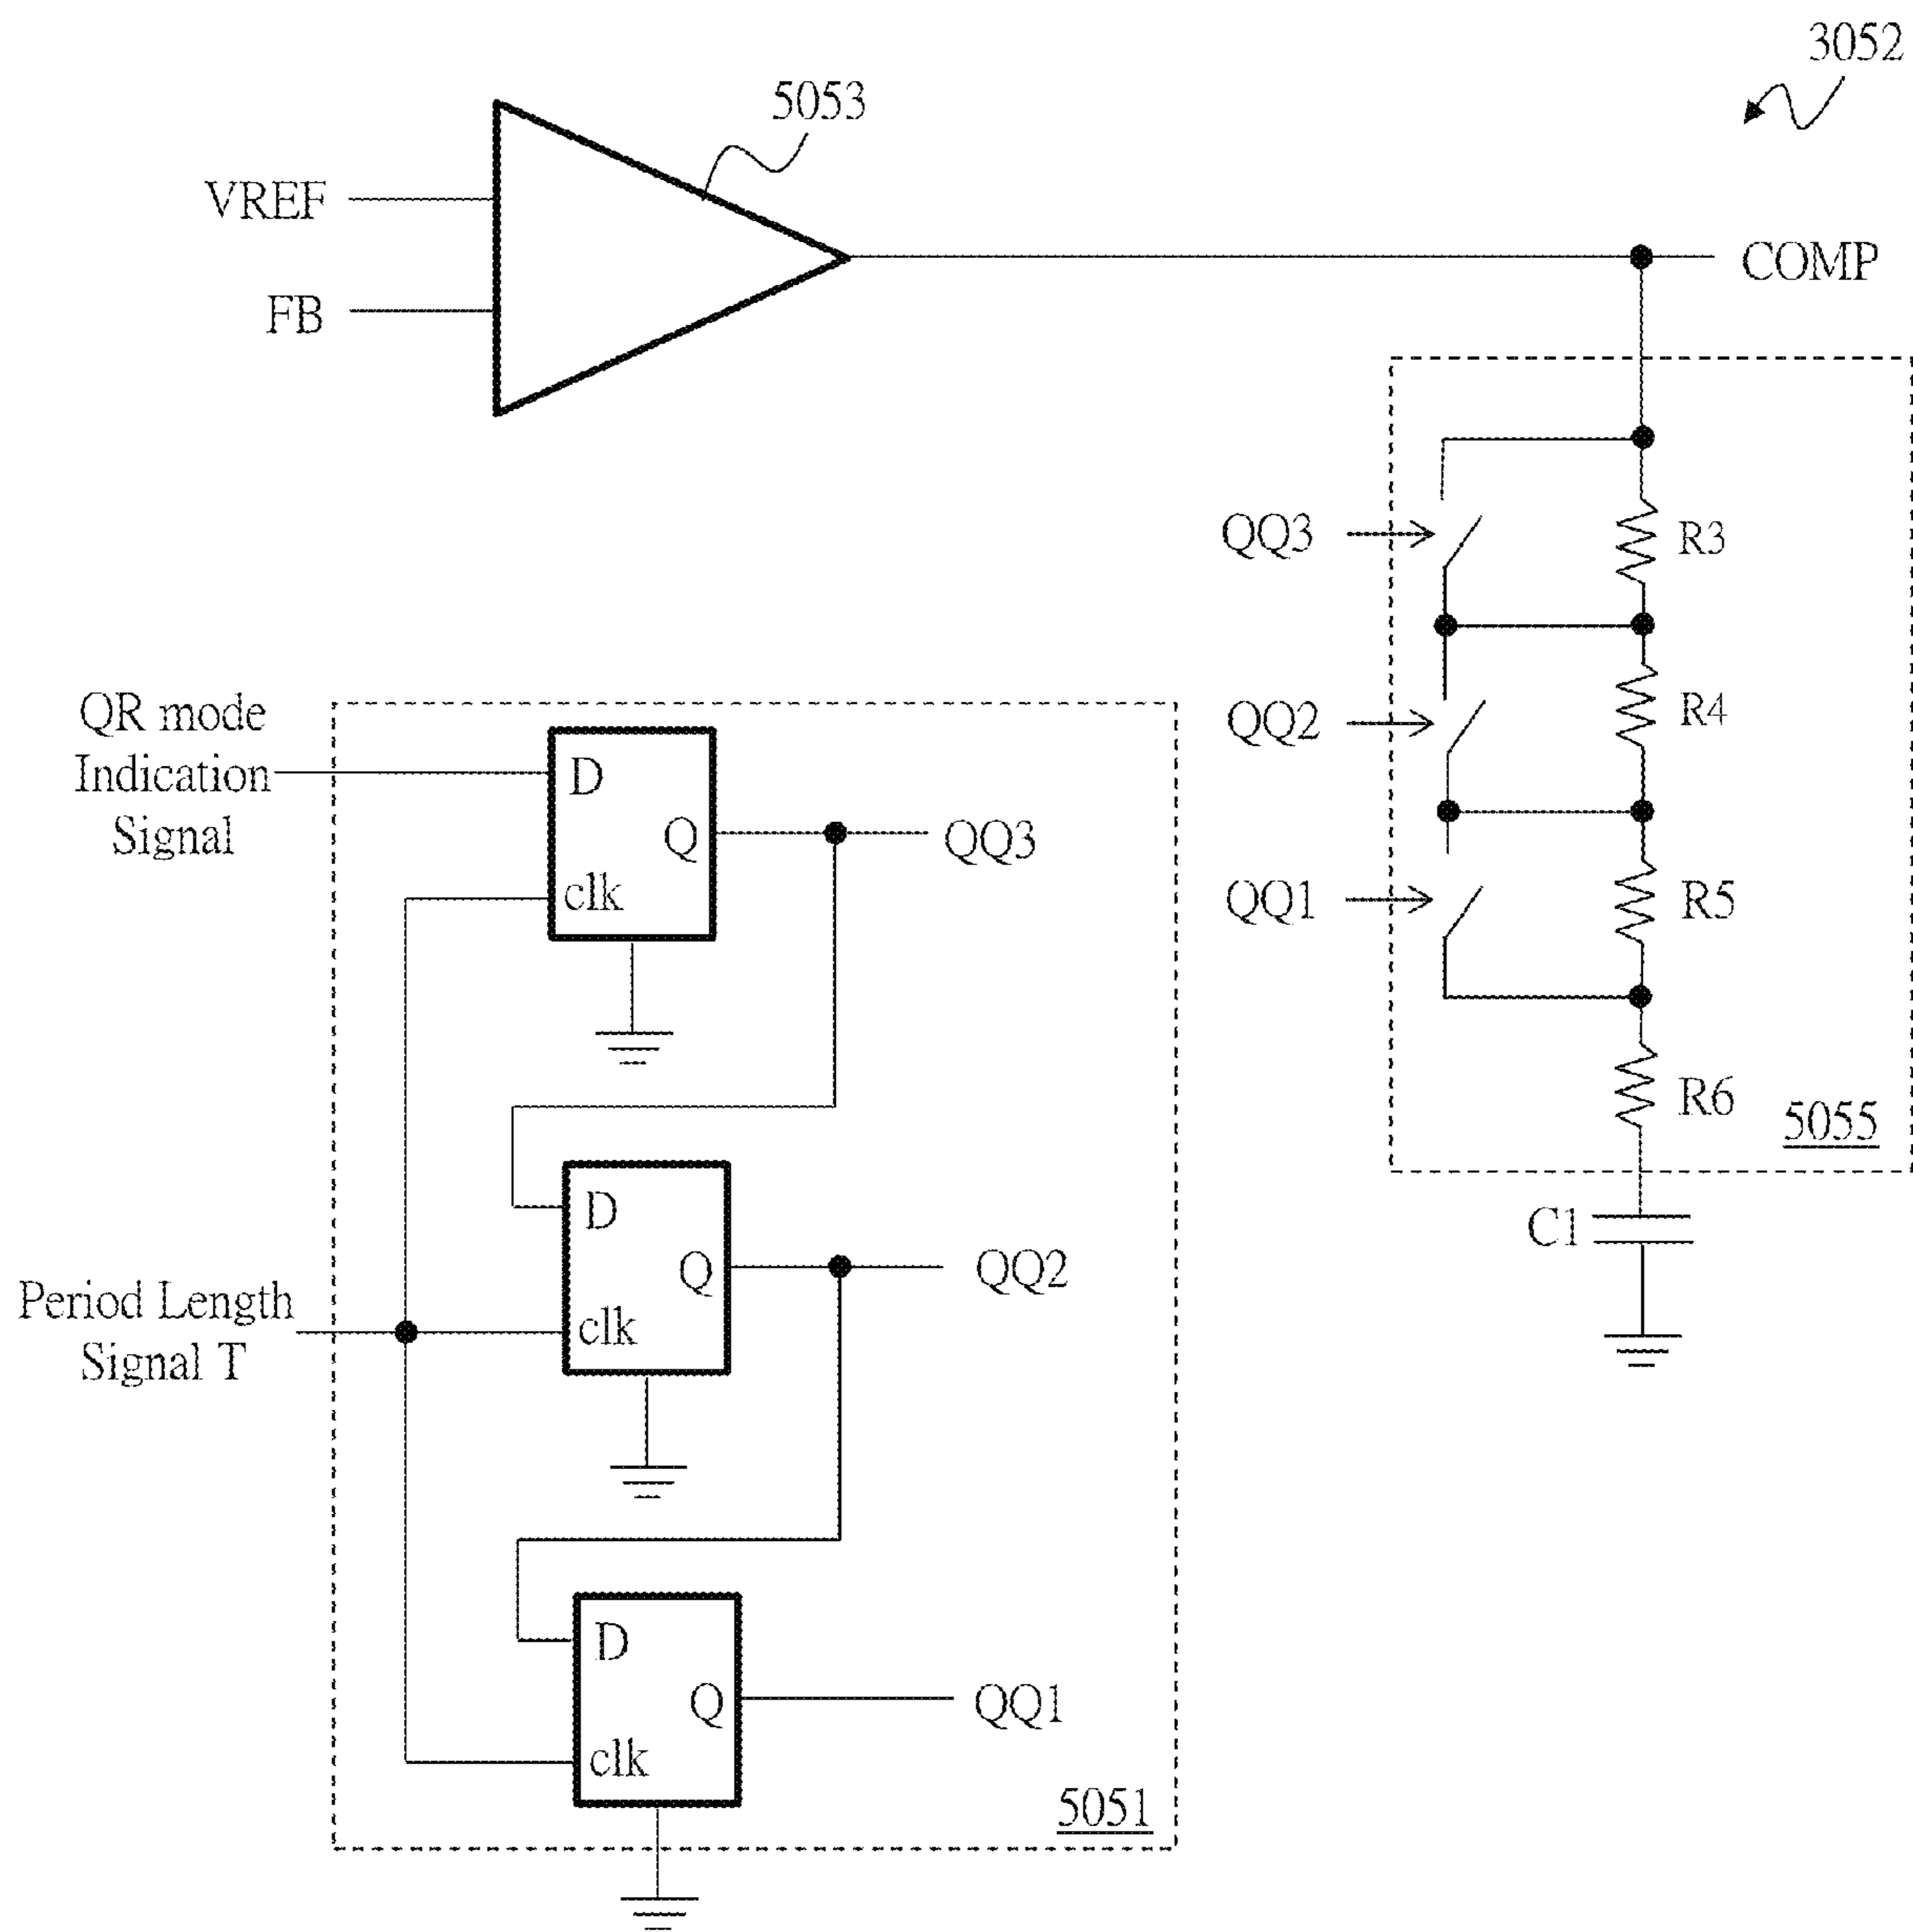 3052
5053
VREF
FB
COMP
QQ3
R3
QQ2
R4
QQ1
R5
R6
5055
C1
QR mode
Indication
Signal
D
Q
clk
QQ3
D
Q
clk
QQ2
Period Length
Signal T
D
Q
clk
QQ1
5051